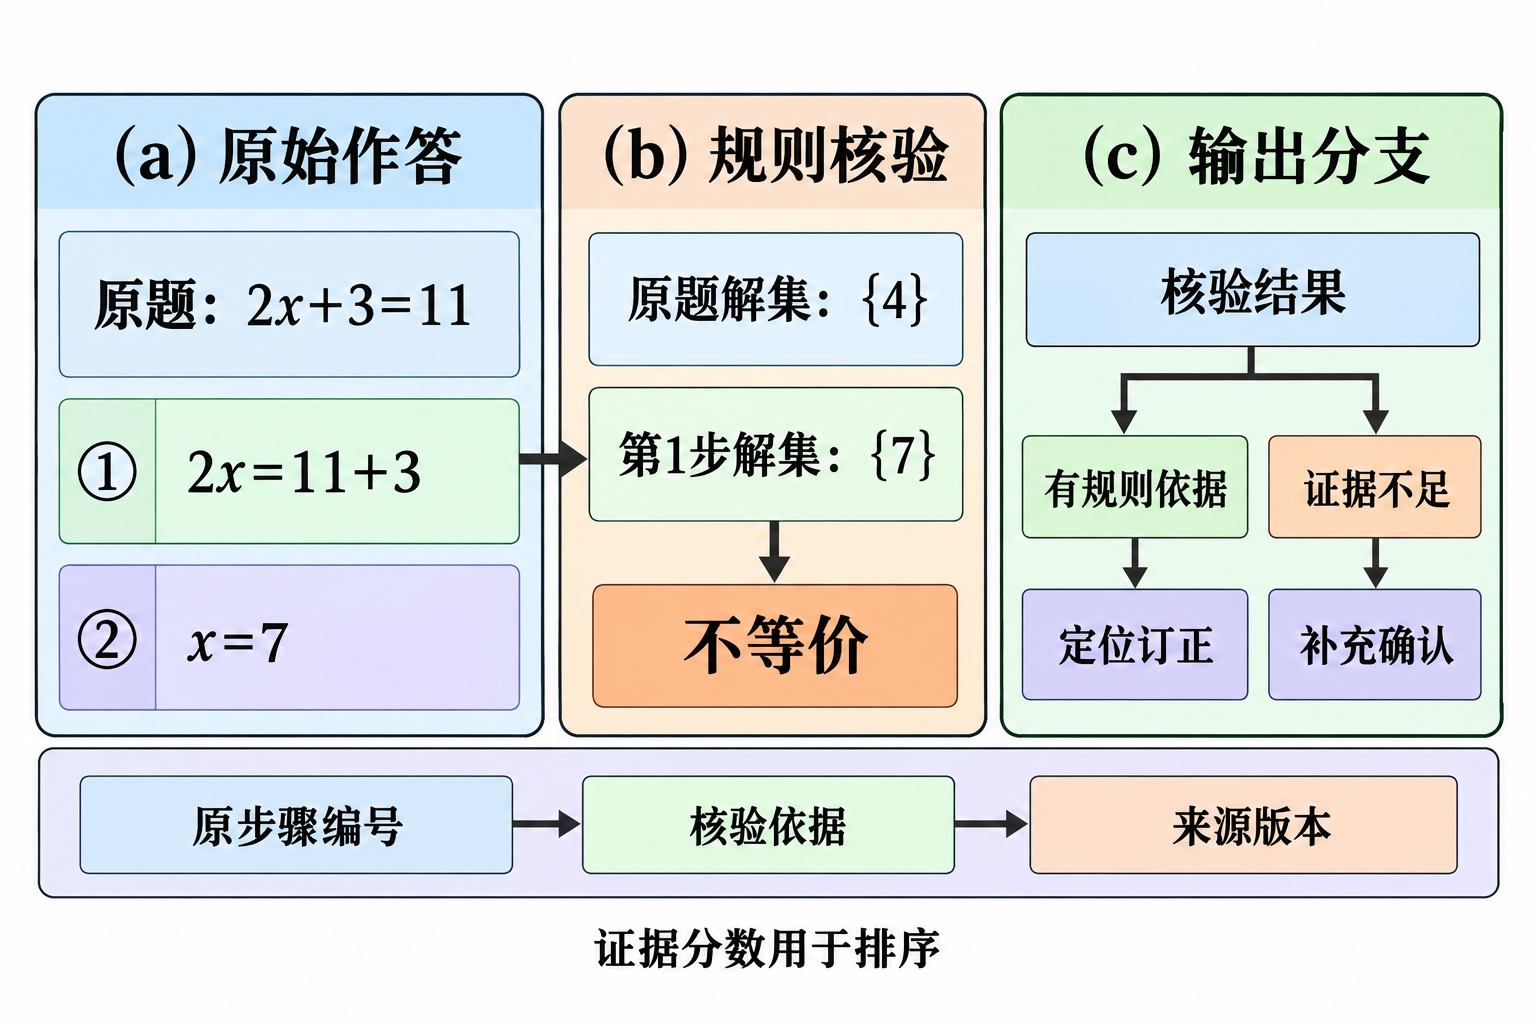 (a) 原始作答
原题：2x+3=11
① 2x=11+3
② x=7
(b) 规则核验
原题解集：{4}
第1步解集：{7}
不等价
(c) 输出分支
核验结果
有规则依据
证据不足
定位订正
补充确认
原步骤编号
核验依据
来源版本
证据分数用于排序